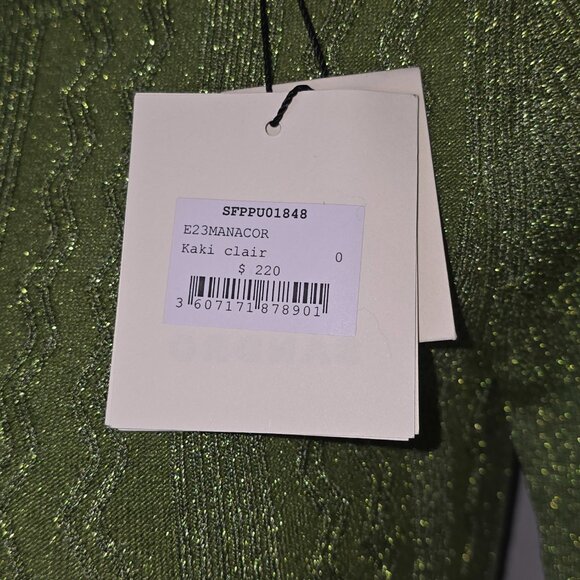 SFPPU01848
E23MANACOR
Kaki clair 0
$ 220
3 607171 878901